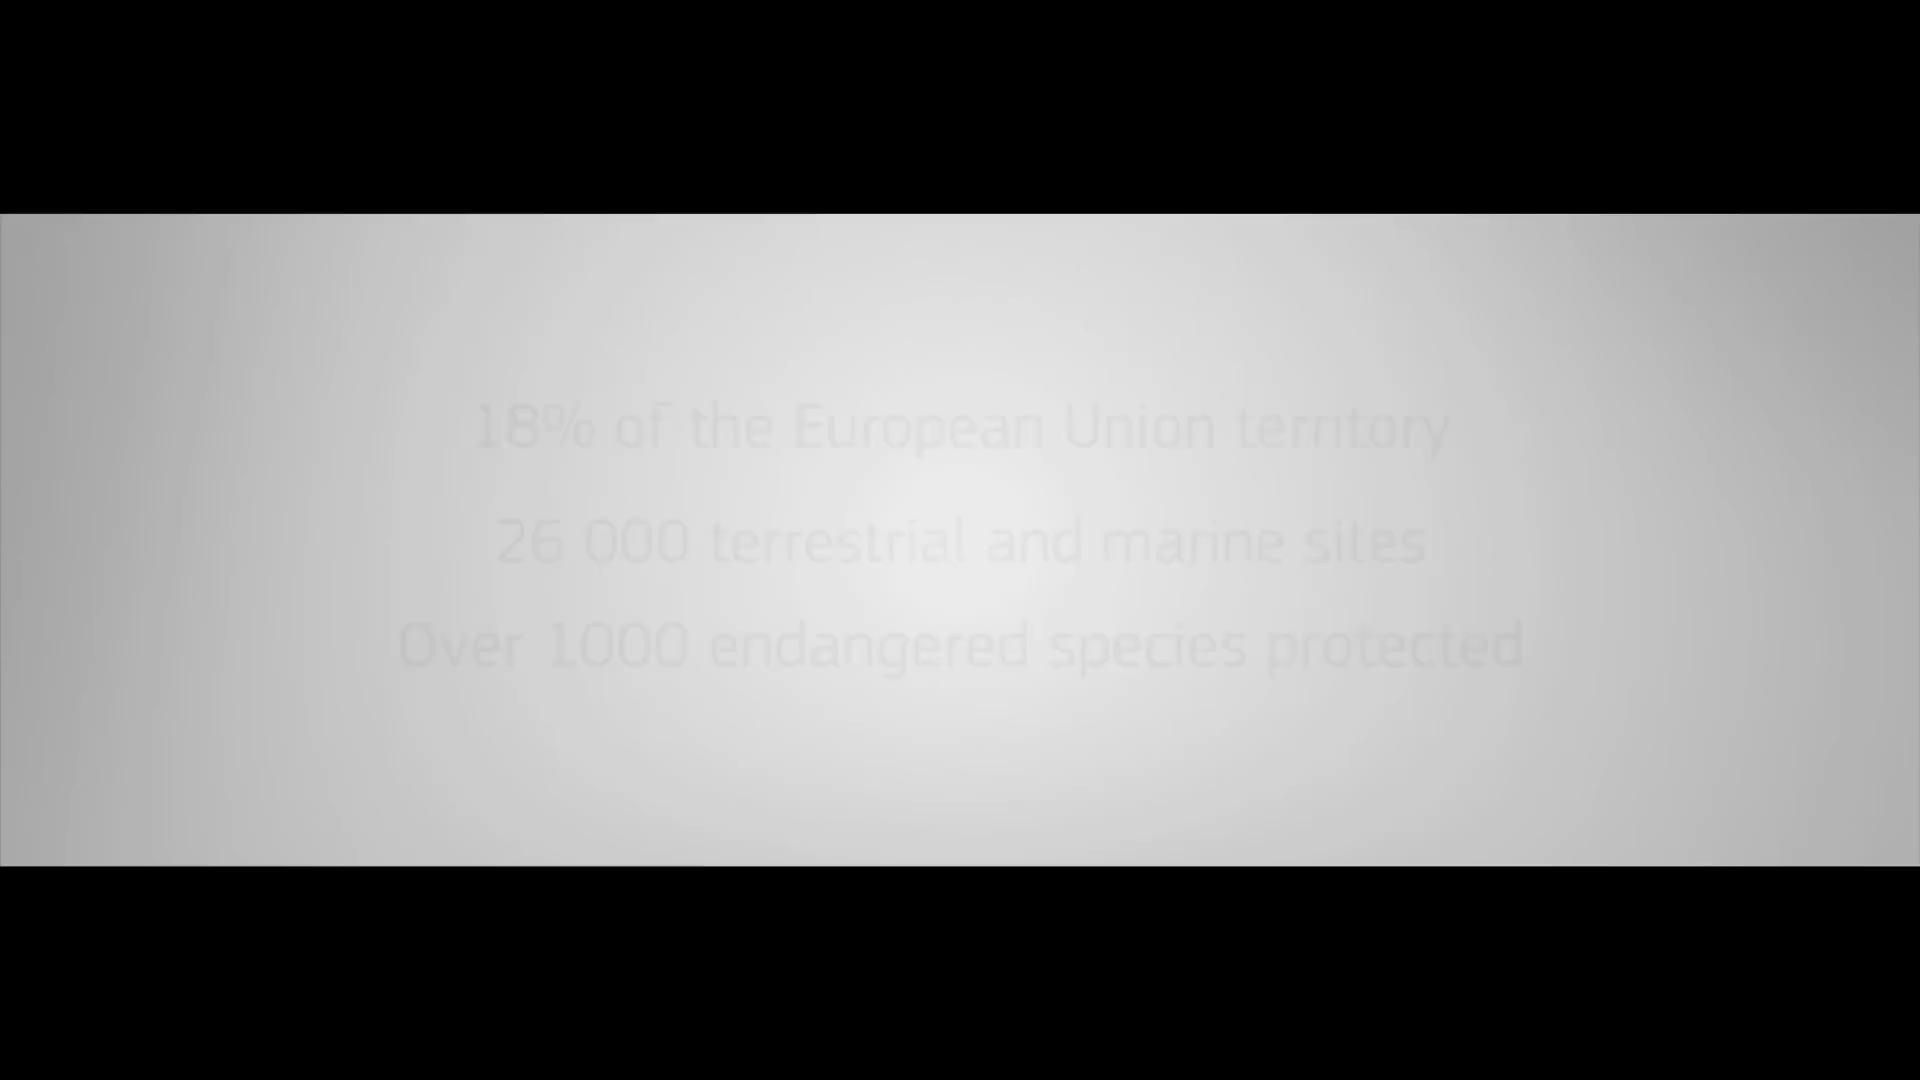 18% of the European Union territory
26 000 terrestrial and marine sites
Over 1000 endangered species protected